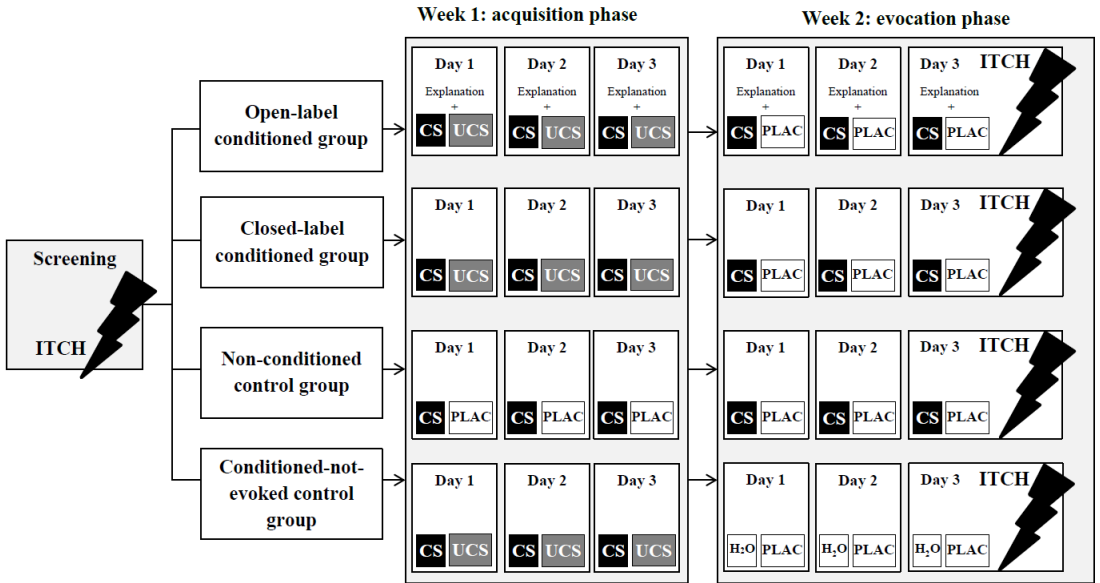 Week 1: acquisition phase
Week 2: evocation phase
Screening
ITCH
Open-label
conditioned group
Day 1
Explanation
+
CS UCS
Day 2
Explanation
+
CS UCS
Day 3
Explanation
+
CS UCS
Day 1
Explanation
+
CS PLAC
Day 2
Explanation
+
CS PLAC
Day 3 ITCH
Explanation
+
CS PLAC
Closed-label
conditioned group
Day 1
CS UCS
Day 2
CS UCS
Day 3
CS UCS
Day 1
CS PLAC
Day 2
CS PLAC
Day 3 ITCH
CS PLAC
Non-conditioned
control group
Day 1
CS PLAC
Day 2
CS PLAC
Day 3
CS PLAC
Day 1
CS PLAC
Day 2
CS PLAC
Day 3 ITCH
CS PLAC
Conditioned-not-
evoked control
group
Day 1
CS UCS
Day 2
CS UCS
Day 3
CS UCS
Day 1
H₂O PLAC
Day 2
H₂O PLAC
Day 3 ITCH
H₂O PLAC